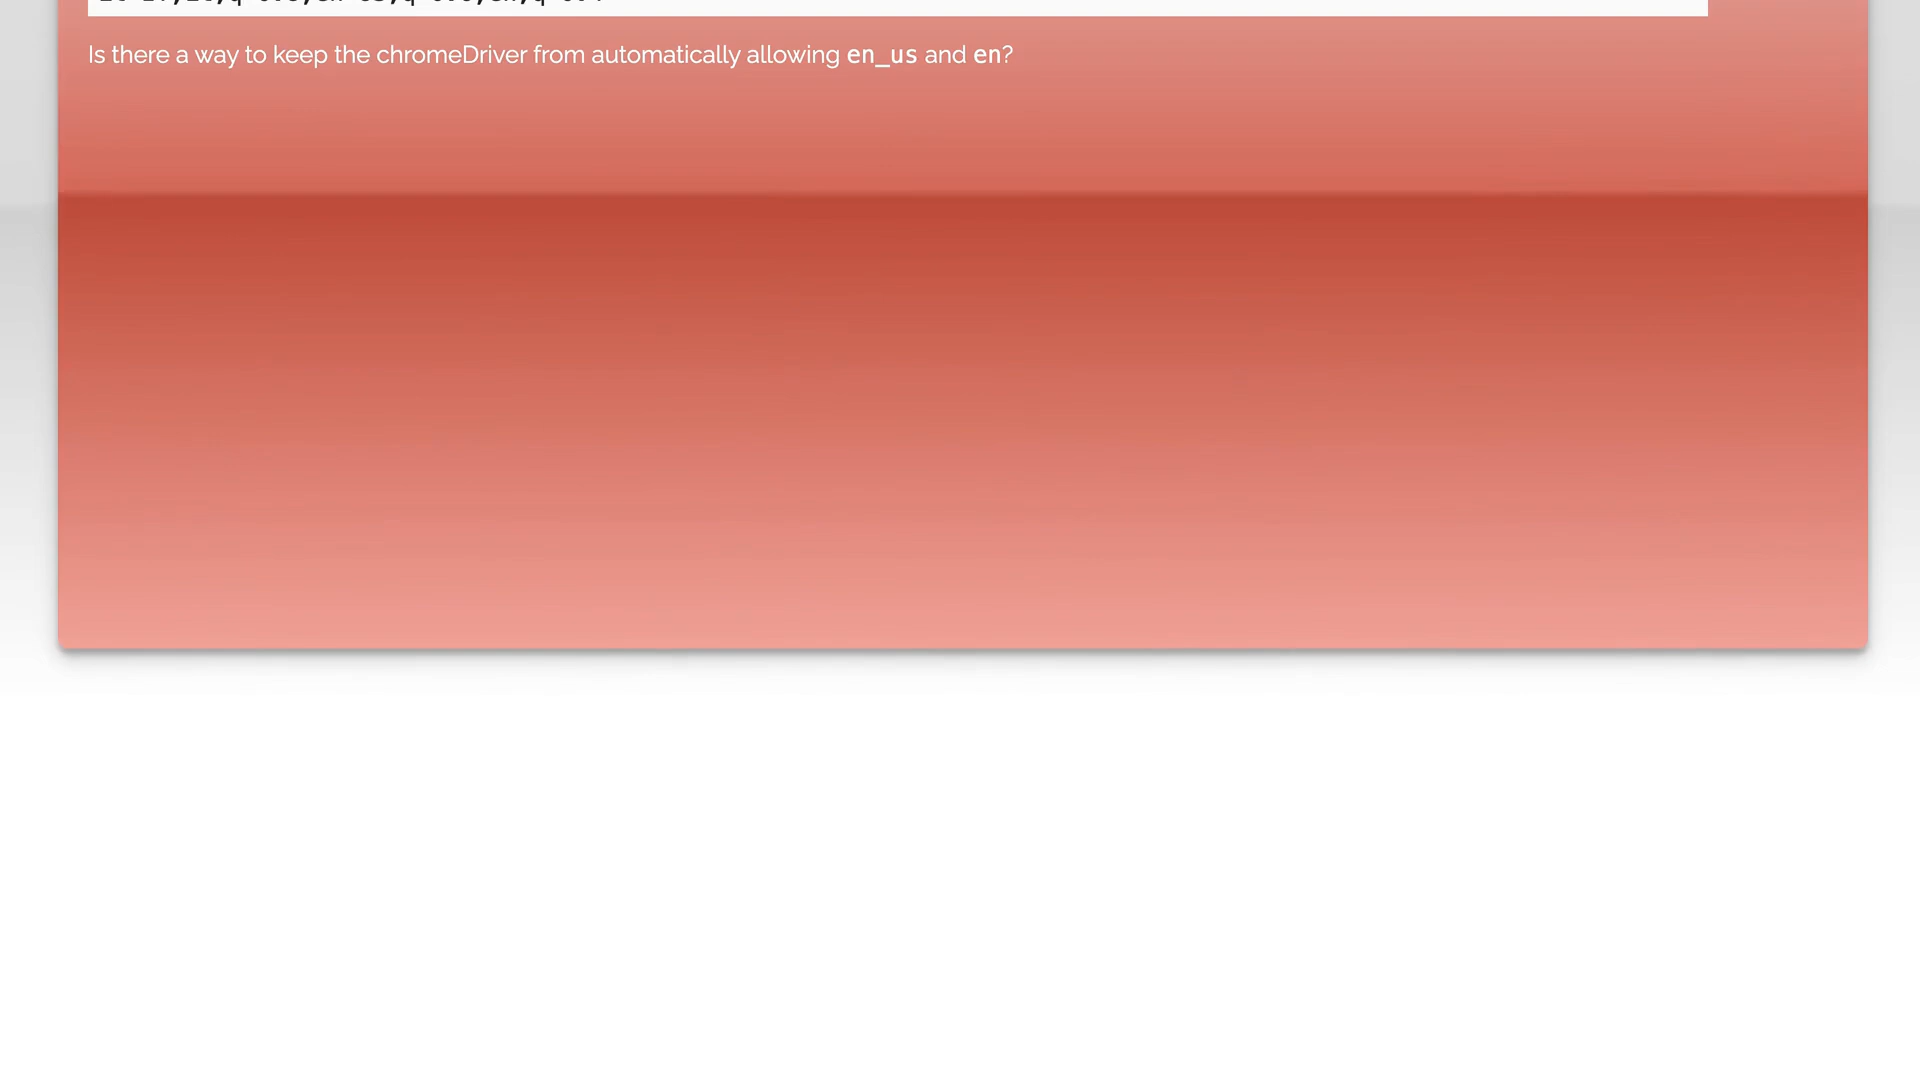 Is there a way to keep the chromeDriver from automatically allowing en_us and en?